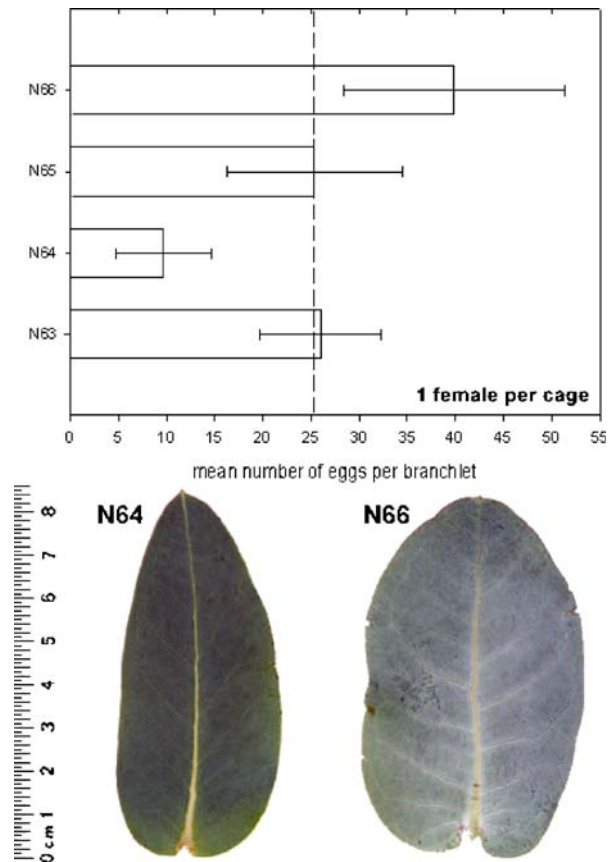 N66
N65
N64
N63
1 female per cage
0 5 10 15 20 25 30 35 40 45 50 55
mean number of eggs per branchlet
N64 N66
8
7
6
5
4
3
2
1
0 cm